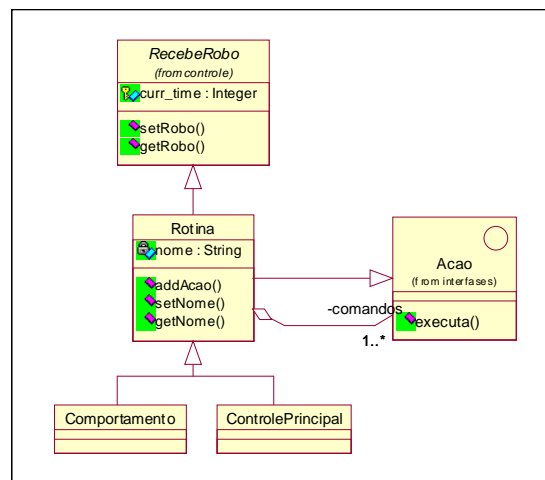 RecebeRobo
(from controle)
curr_time : Integer
setRobo()
getRobo()
Rotina
nome : String
addAcao()
setNome()
getNome()
Acao
(from interfases)
executa()
-comandos
1..*
Comportamento
ControlePrincipal